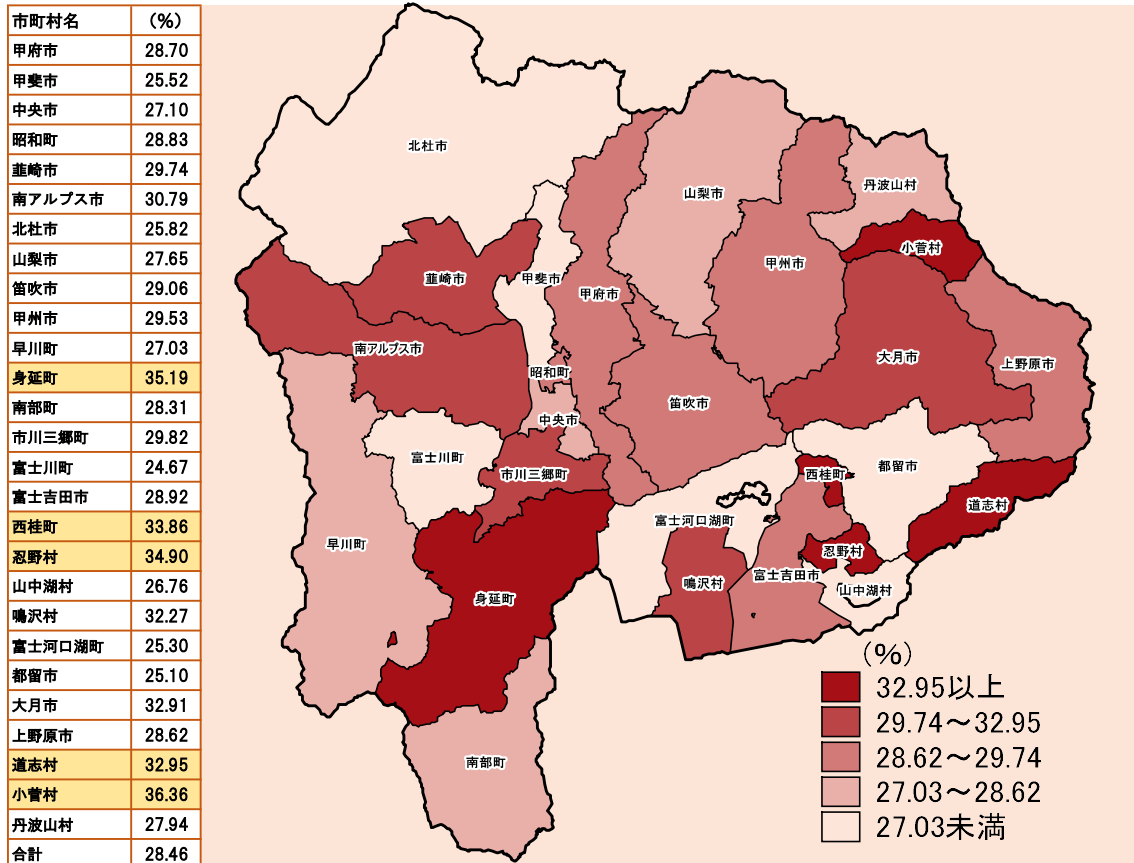 市町村名 (%)
甲府市 28.70
甲斐市 25.52
中央市 27.10
昭和町 28.83
韮崎市 29.74
南アルプス市 30.79
北杜市 25.82
山梨市 27.65
笛吹市 29.06
甲州市 29.53
早川町 27.03
身延町 35.19
南部町 28.31
市川三郷町 29.82
富士川町 24.67
富士吉田市 28.92
西桂町 33.86
忍野村 34.90
山中湖村 26.76
鳴沢村 32.27
富士河口湖町 25.30
都留市 25.10
大月市 32.91
上野原市 28.62
道志村 32.95
小菅村 36.36
丹波山村 27.94
合計 28.46
北杜市
丹波山村
山梨市
小菅村
甲州市
韮崎市
甲斐市
甲府市
南アルプス市
大月市
上野原市
昭和町
笛吹市
中央市
富士川町
市川三郷町
西桂町
都留市
道志村
富士河口湖町
早川町
忍野村
鳴沢村
富士吉田市
山中湖村
身延町
南部町
(%)
32.95以上
29.74～32.95
28.62～29.74
27.03～28.62
27.03未満